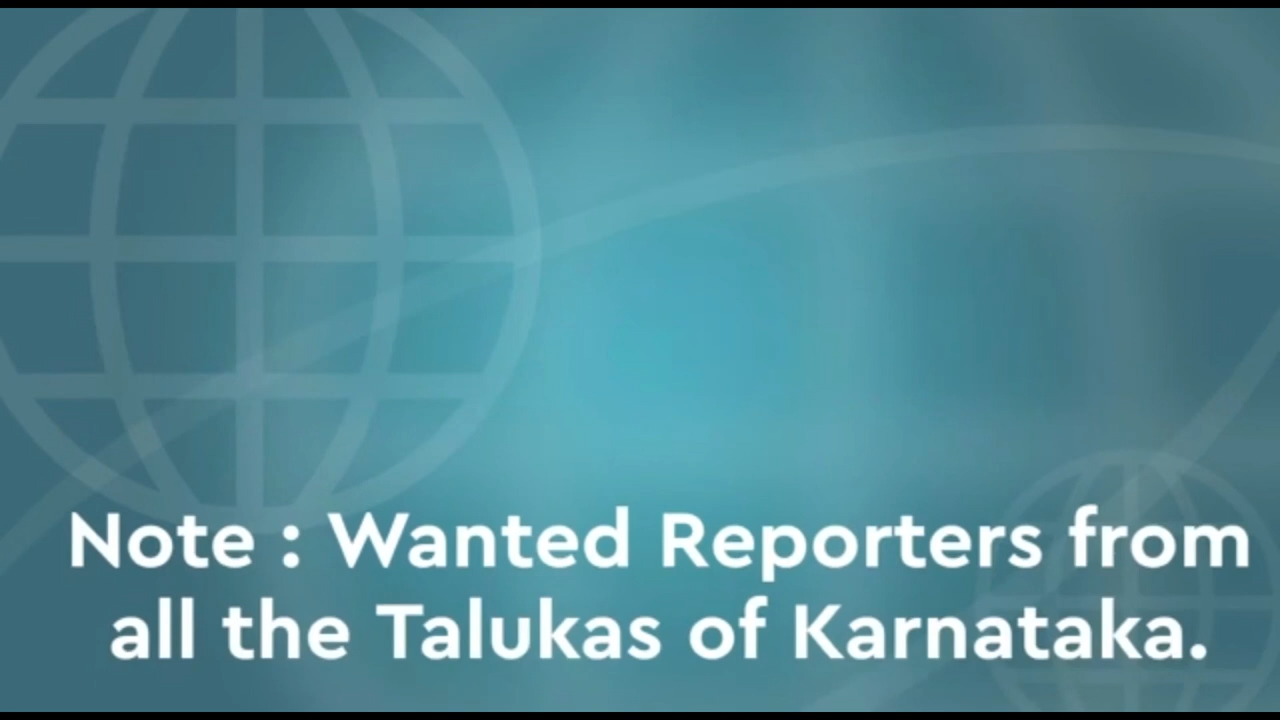 Note : Wanted Reporters from
all the Talukas of Karnataka.